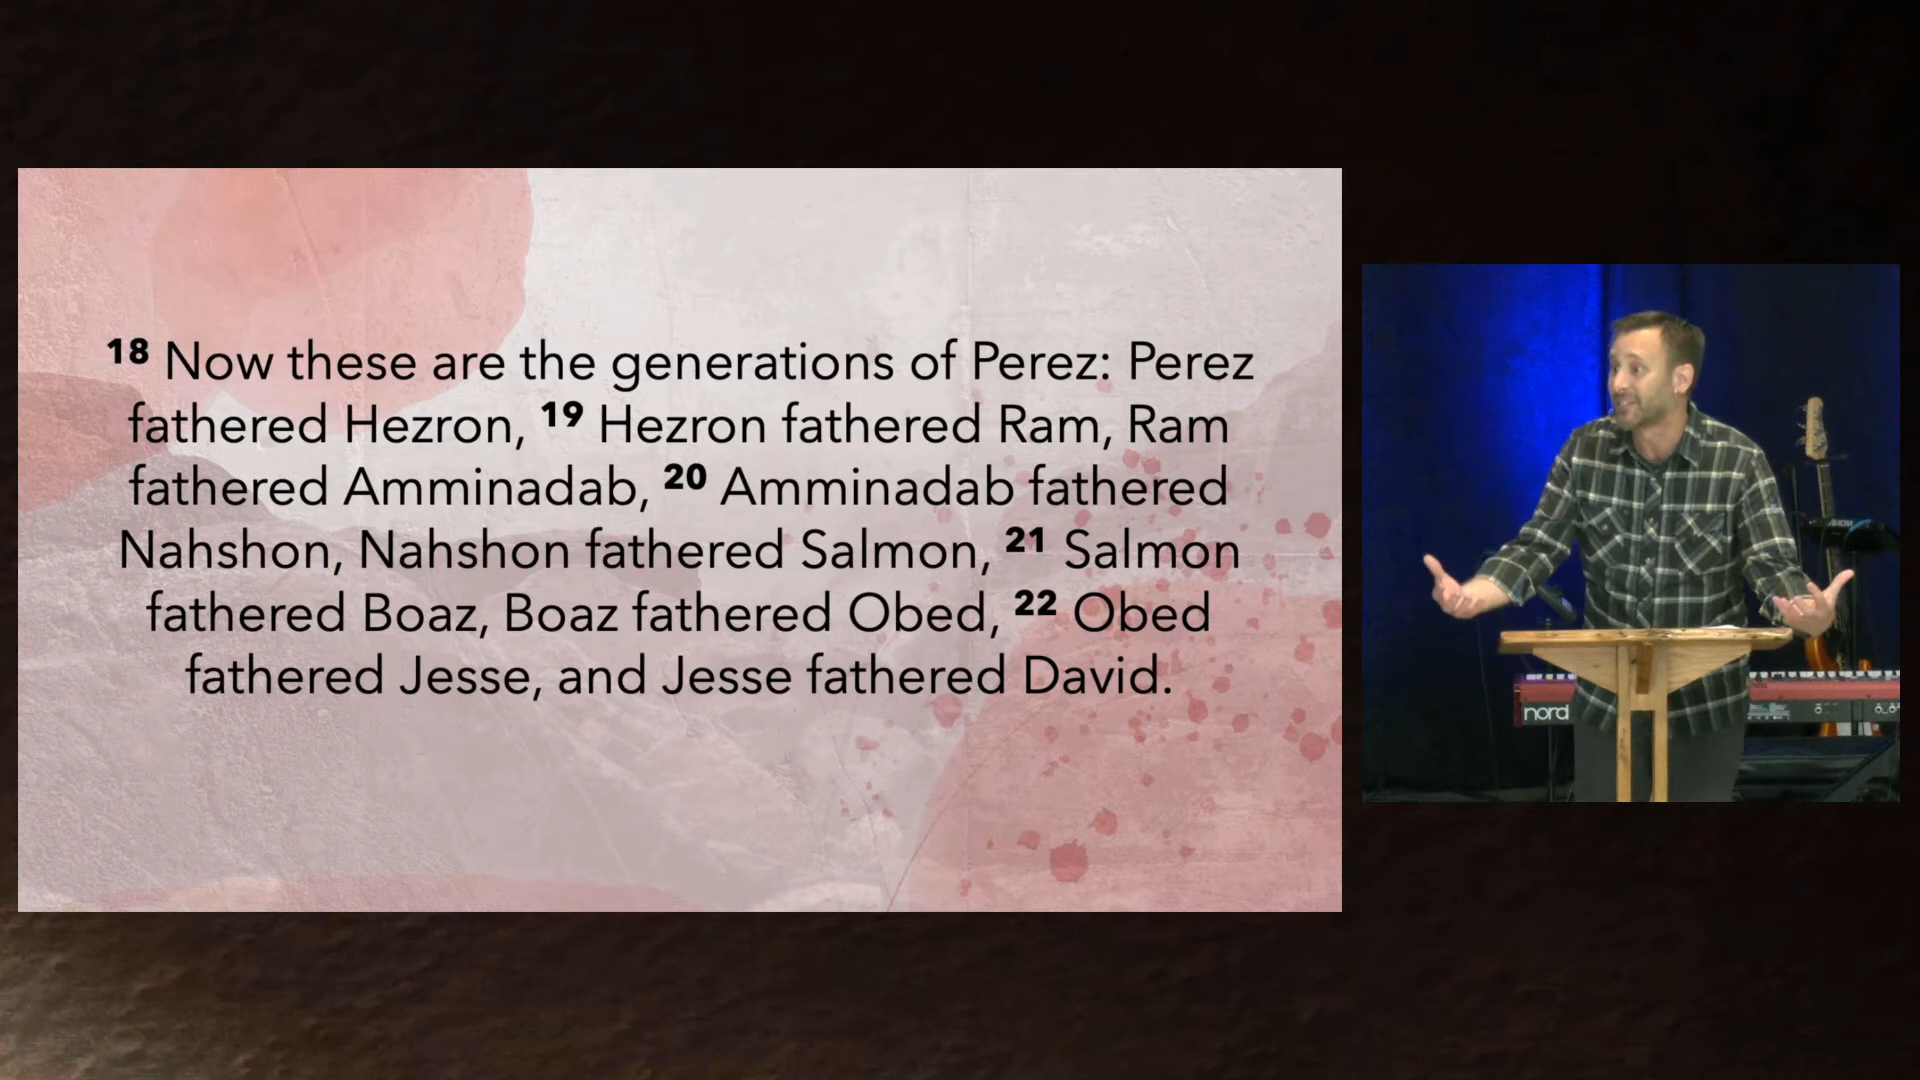 18 Now these are the generations of Perez: Perez
fathered Hezron, 19 Hezron fathered Ram, Ram
fathered Amminadab, 20 Amminadab fathered
Nahshon, Nahshon fathered Salmon, 21 Salmon
fathered Boaz, Boaz fathered Obed, 22 Obed
fathered Jesse, and Jesse fathered David.
nord